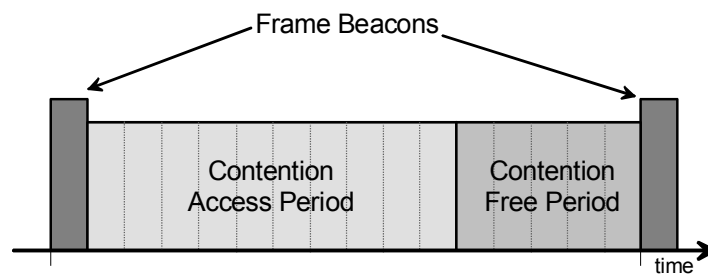 Frame Beacons
Contention
Access Period
Contention
Free Period
time